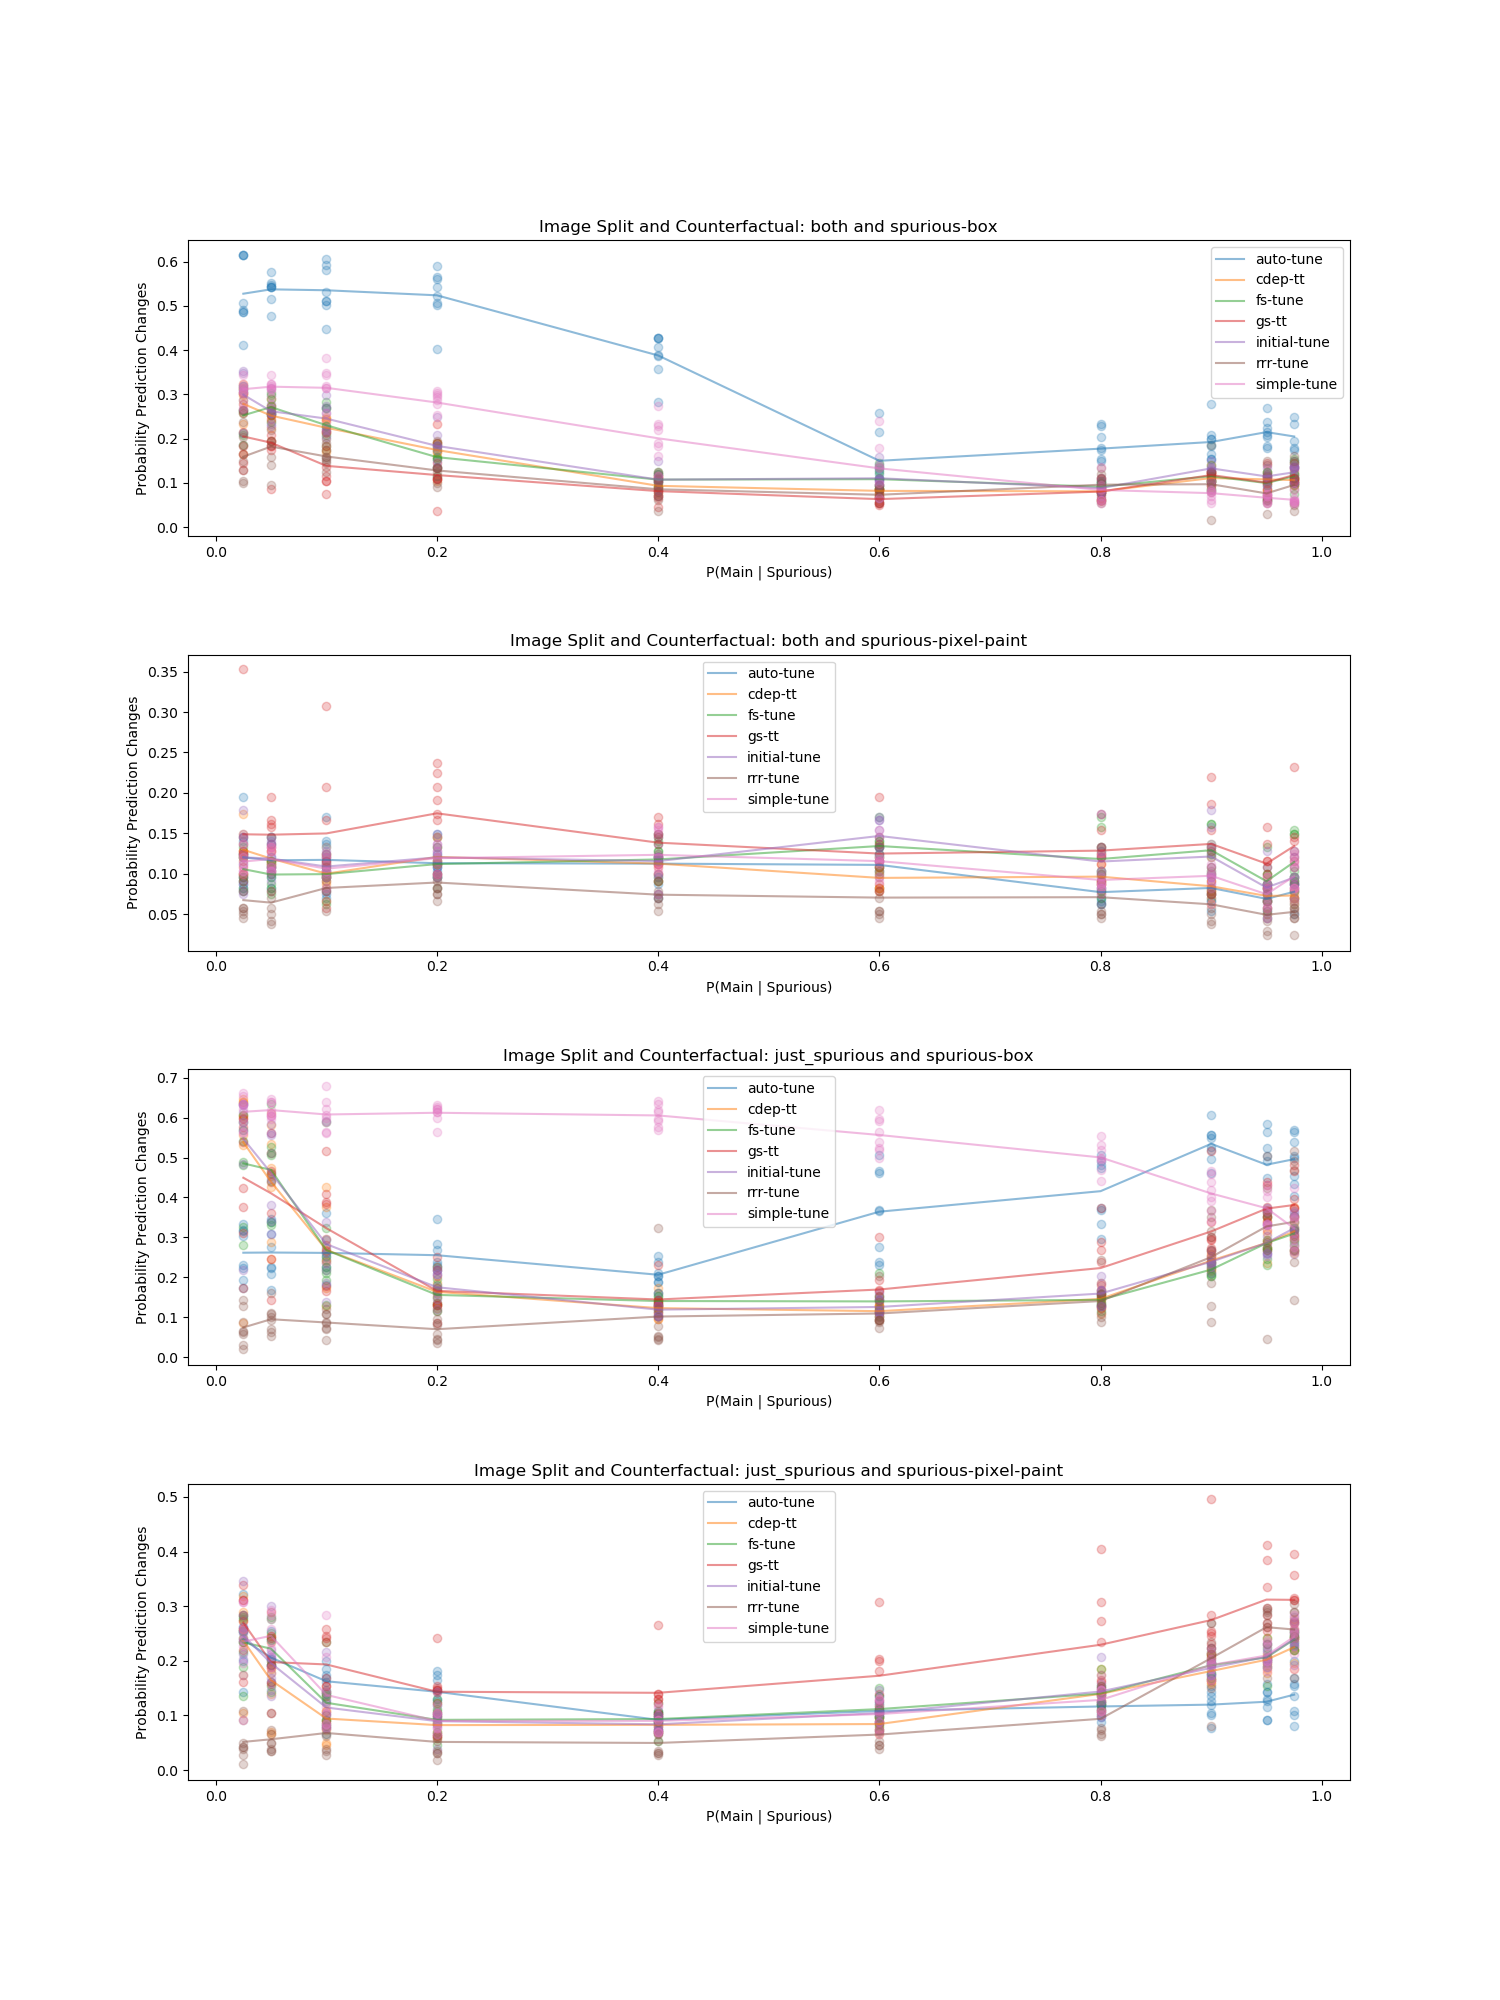 Image Split and Counterfactual: both and spurious-box
Probability Prediction Changes
0.6
0.5
0.4
0.3
0.2
0.1
0.0
auto-tune
cdep-tt
fs-tune
gs-tt
initial-tune
rrr-tune
simple-tune
0.0 0.2 0.4 0.6 0.8 1.0
P(Main | Spurious)
Image Split and Counterfactual: both and spurious-pixel-paint
Probability Prediction Changes
0.35
0.30
0.25
0.20
0.15
0.10
0.05
auto-tune
cdep-tt
fs-tune
gs-tt
initial-tune
rrr-tune
simple-tune
0.0 0.2 0.4 0.6 0.8 1.0
P(Main | Spurious)
Image Split and Counterfactual: just_spurious and spurious-box
Probability Prediction Changes
0.7
0.6
0.5
0.4
0.3
0.2
0.1
0.0
auto-tune
cdep-tt
fs-tune
gs-tt
initial-tune
rrr-tune
simple-tune
0.0 0.2 0.4 0.6 0.8 1.0
P(Main | Spurious)
Image Split and Counterfactual: just_spurious and spurious-pixel-paint
Probability Prediction Changes
0.5
0.4
0.3
0.2
0.1
0.0
auto-tune
cdep-tt
fs-tune
gs-tt
initial-tune
rrr-tune
simple-tune
0.0 0.2 0.4 0.6 0.8 1.0
P(Main | Spurious)